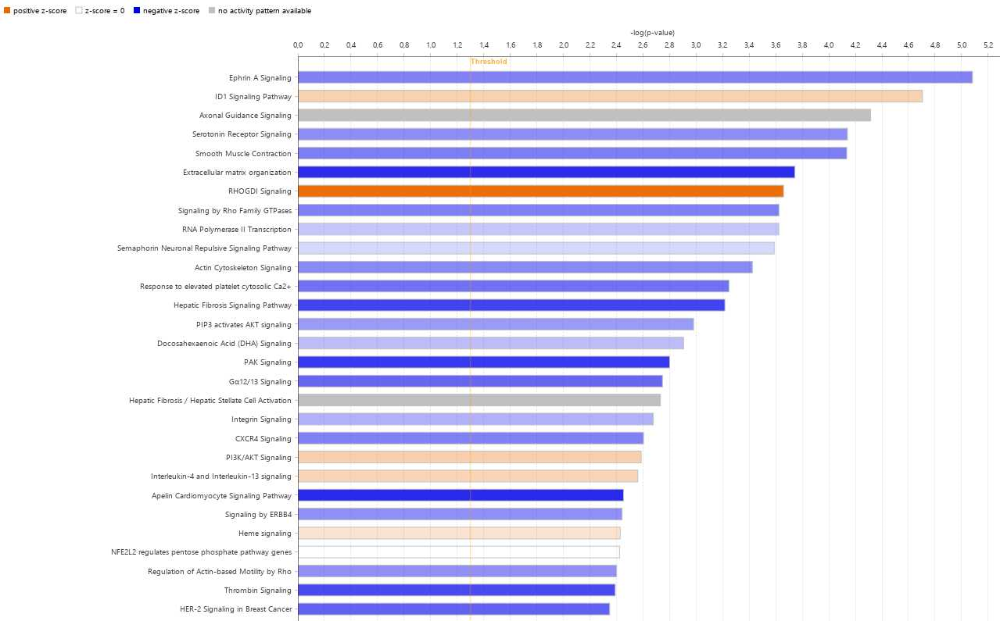 positive z-score z-score = 0 negative z-score no activity pattern available
-log(p-value)
0,0 0,2 0,4 0,6 0,8 1,0 1,2 1,4 1,6 1,8 2,0 2,2 2,4 2,6 2,8 3,0 3,2 3,4 3,6 3,8 4,0 4,2 4,4 4,6 4,8 5,0 5,2
Threshold
Ephrin A Signaling
ID1 Signaling Pathway
Axonal Guidance Signaling
Serotonin Receptor Signaling
Smooth Muscle Contraction
Extracellular matrix organization
RHOGDI Signaling
Signaling by Rho Family GTPases
RNA Polymerase II Transcription
Semaphorin Neuronal Repulsive Signaling Pathway
Actin Cytoskeleton Signaling
Response to elevated platelet cytosolic Ca2+
Hepatic Fibrosis Signaling Pathway
PIP3 activates AKT signaling
Docosahexaenoic Acid (DHA) Signaling
PAK Signaling
Gα12/13 Signaling
Hepatic Fibrosis / Hepatic Stellate Cell Activation
Integrin Signaling
CXCR4 Signaling
PI3K/AKT Signaling
Interleukin-4 and Interleukin-13 signaling
Apelin Cardiomyocyte Signaling Pathway
Signaling by ERBB4
Heme signaling
NFE2L2 regulates pentose phosphate pathway genes
Regulation of Actin-based Motility by Rho
Thrombin Signaling
HER-2 Signaling in Breast Cancer